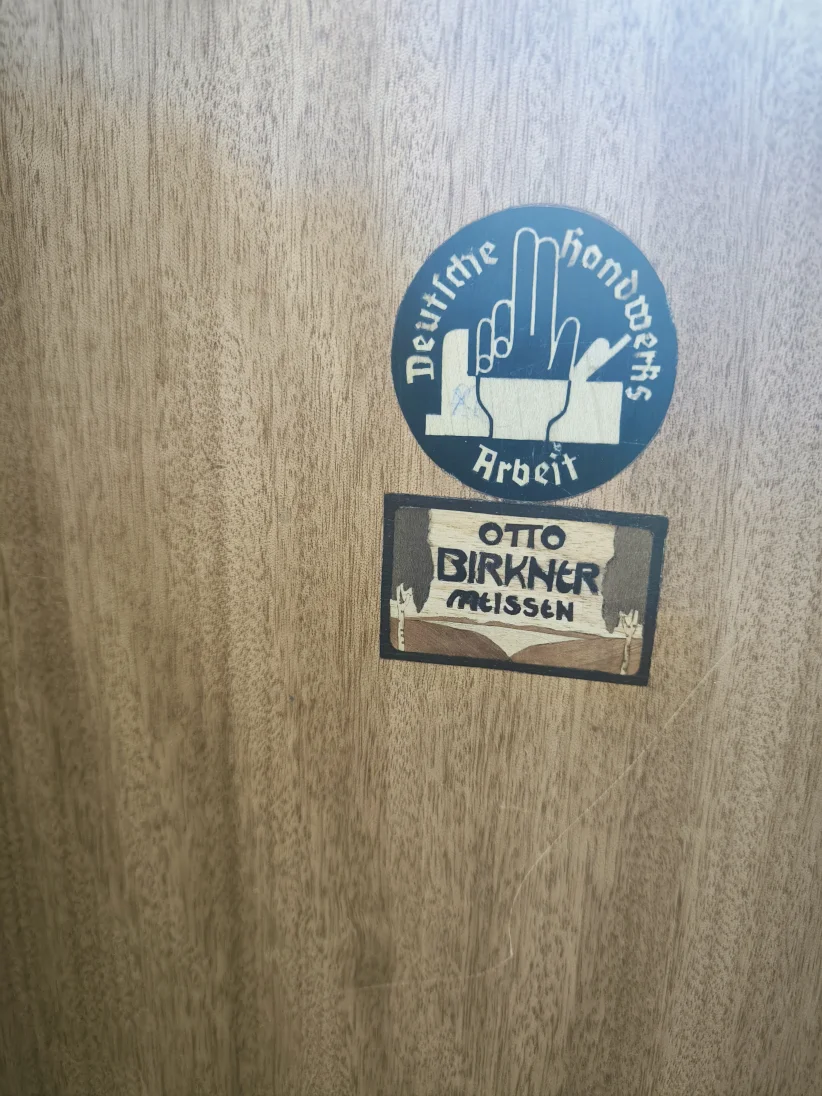 Deutsche Handwerks
Arbeit
OTTO
BIRKNER
MEISSEN